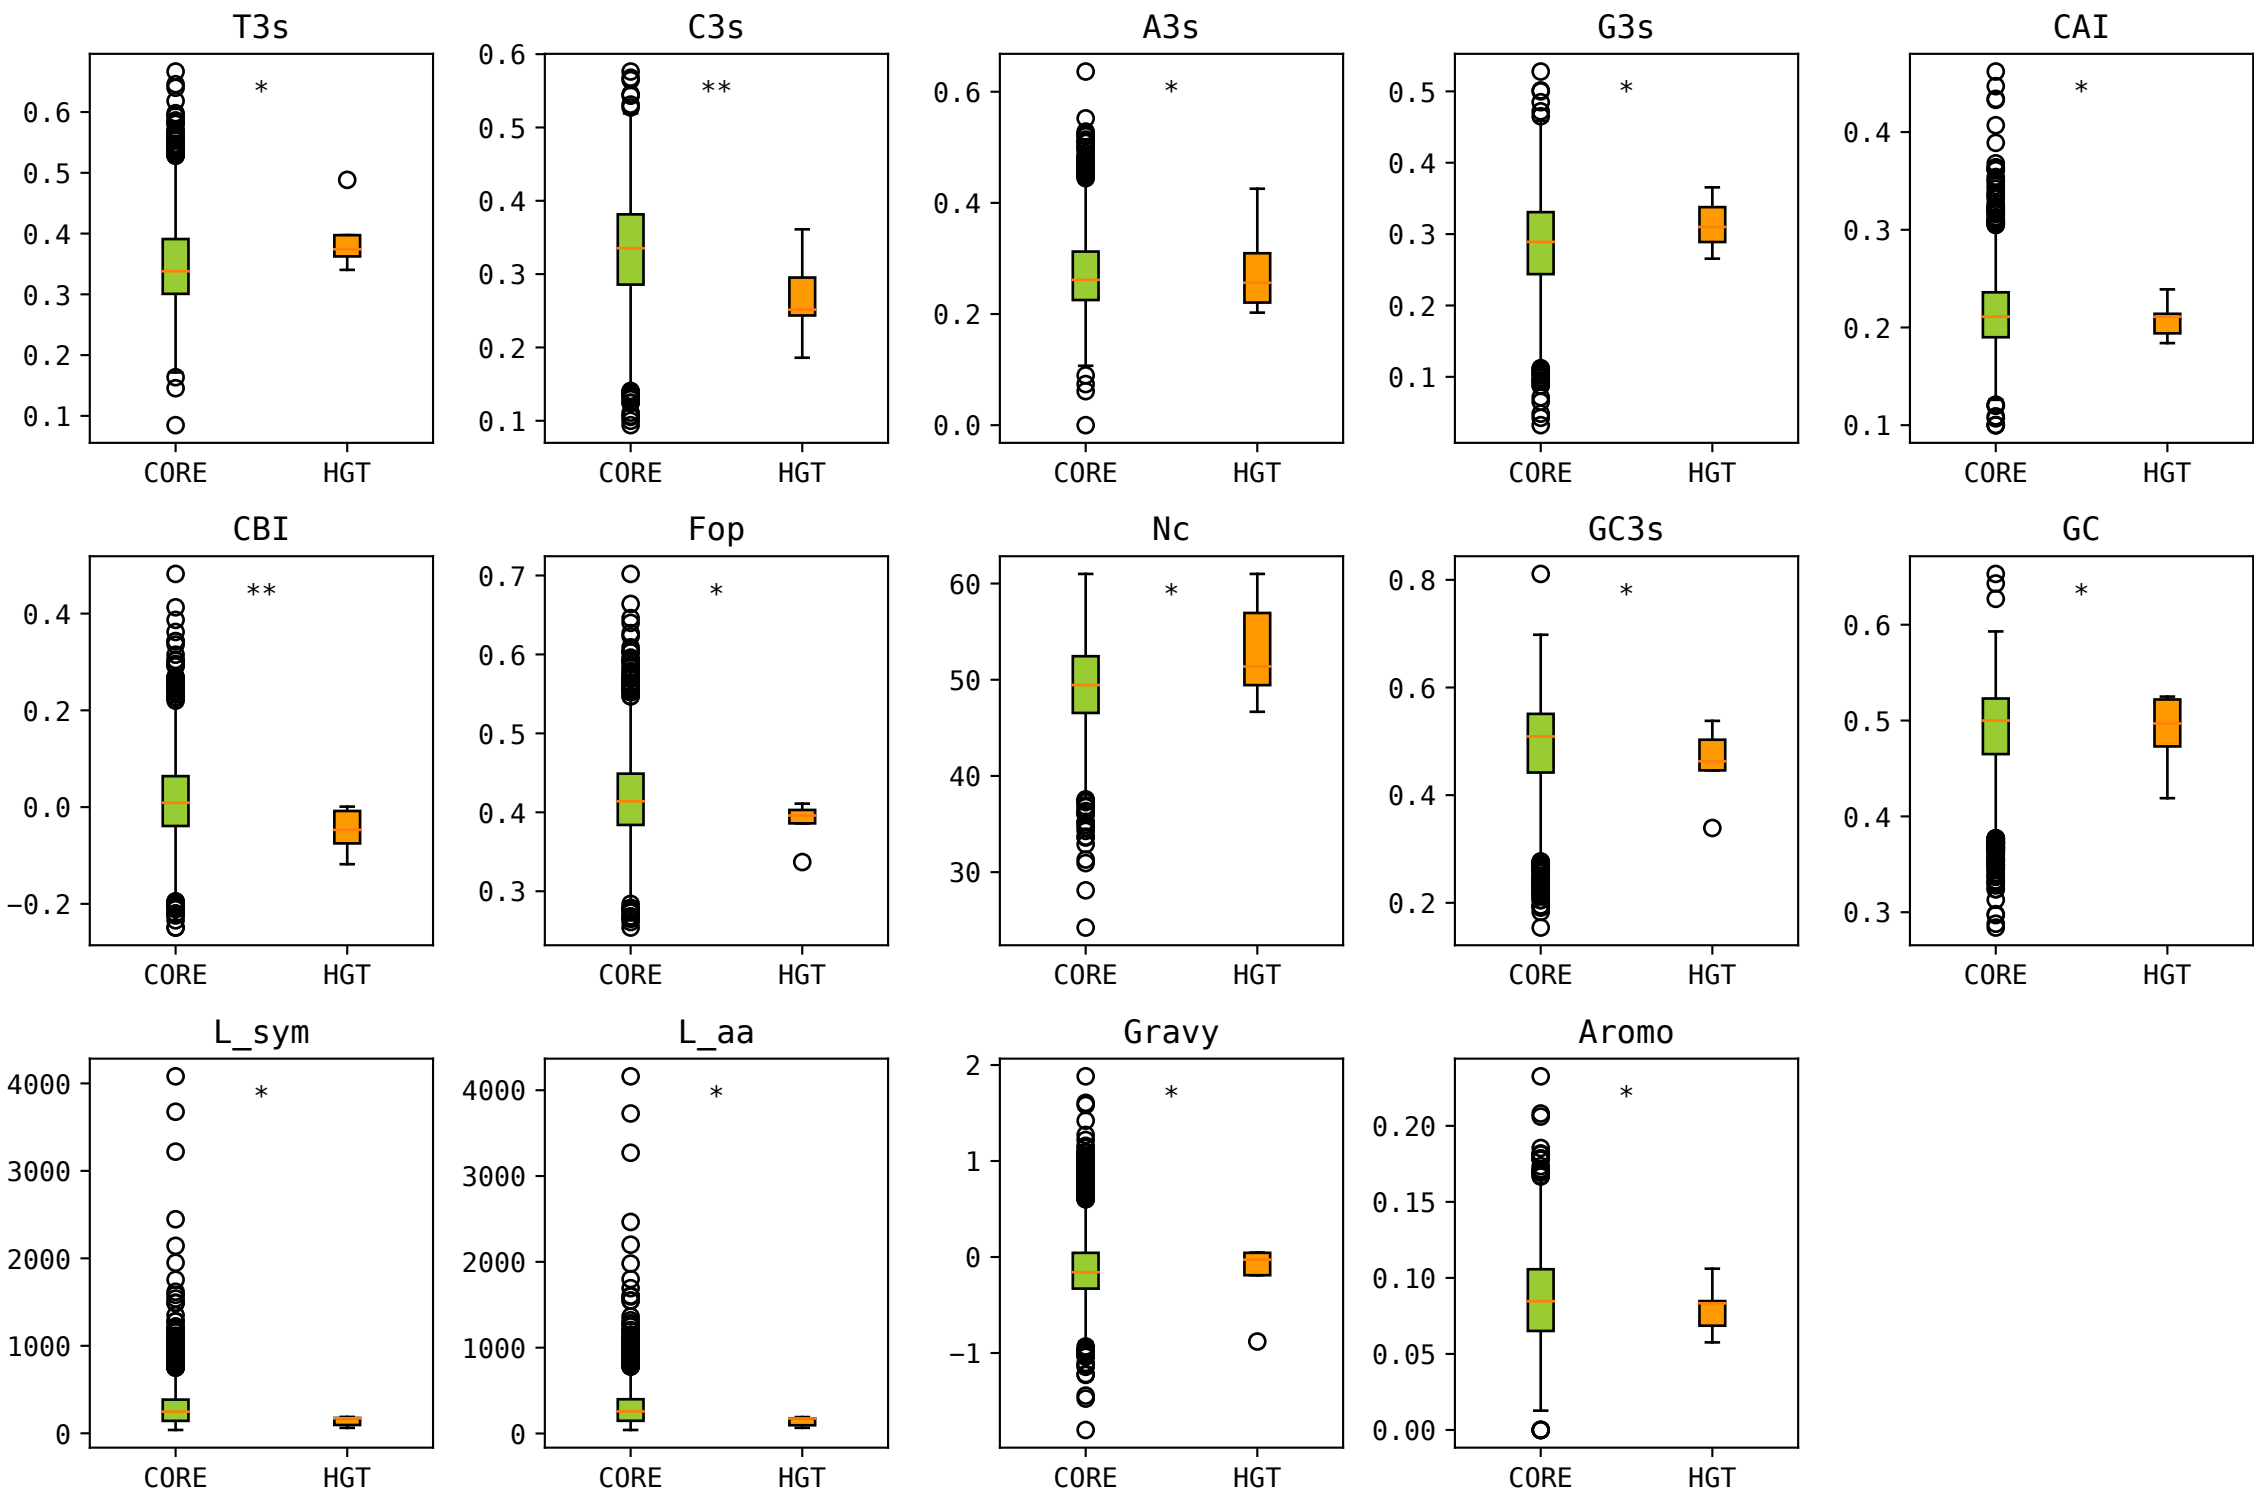 T3s
C3s
A3s
G3s
CAI
*
**
*
*
*
0.6
0.5
0.4
0.3
0.2
0.1
0.6
0.5
0.4
0.3
0.2
0.1
0.6
0.4
0.2
0.0
0.5
0.4
0.3
0.2
0.1
0.4
0.3
0.2
0.1
CORE HGT
CORE HGT
CORE HGT
CORE HGT
CORE HGT
CBI
Fop
Nc
GC3s
GC
**
*
*
*
*
0.4
0.2
0.0
−0.2
0.7
0.6
0.5
0.4
0.3
60
50
40
30
0.8
0.6
0.4
0.2
0.6
0.5
0.4
0.3
CORE HGT
CORE HGT
CORE HGT
CORE HGT
CORE HGT
L_sym
L_aa
Gravy
Aromo
*
*
*
*
4000
3000
2000
1000
0
4000
3000
2000
1000
0
2
1
0
−1
0.20
0.15
0.10
0.05
0.00
CORE HGT
CORE HGT
CORE HGT
CORE HGT